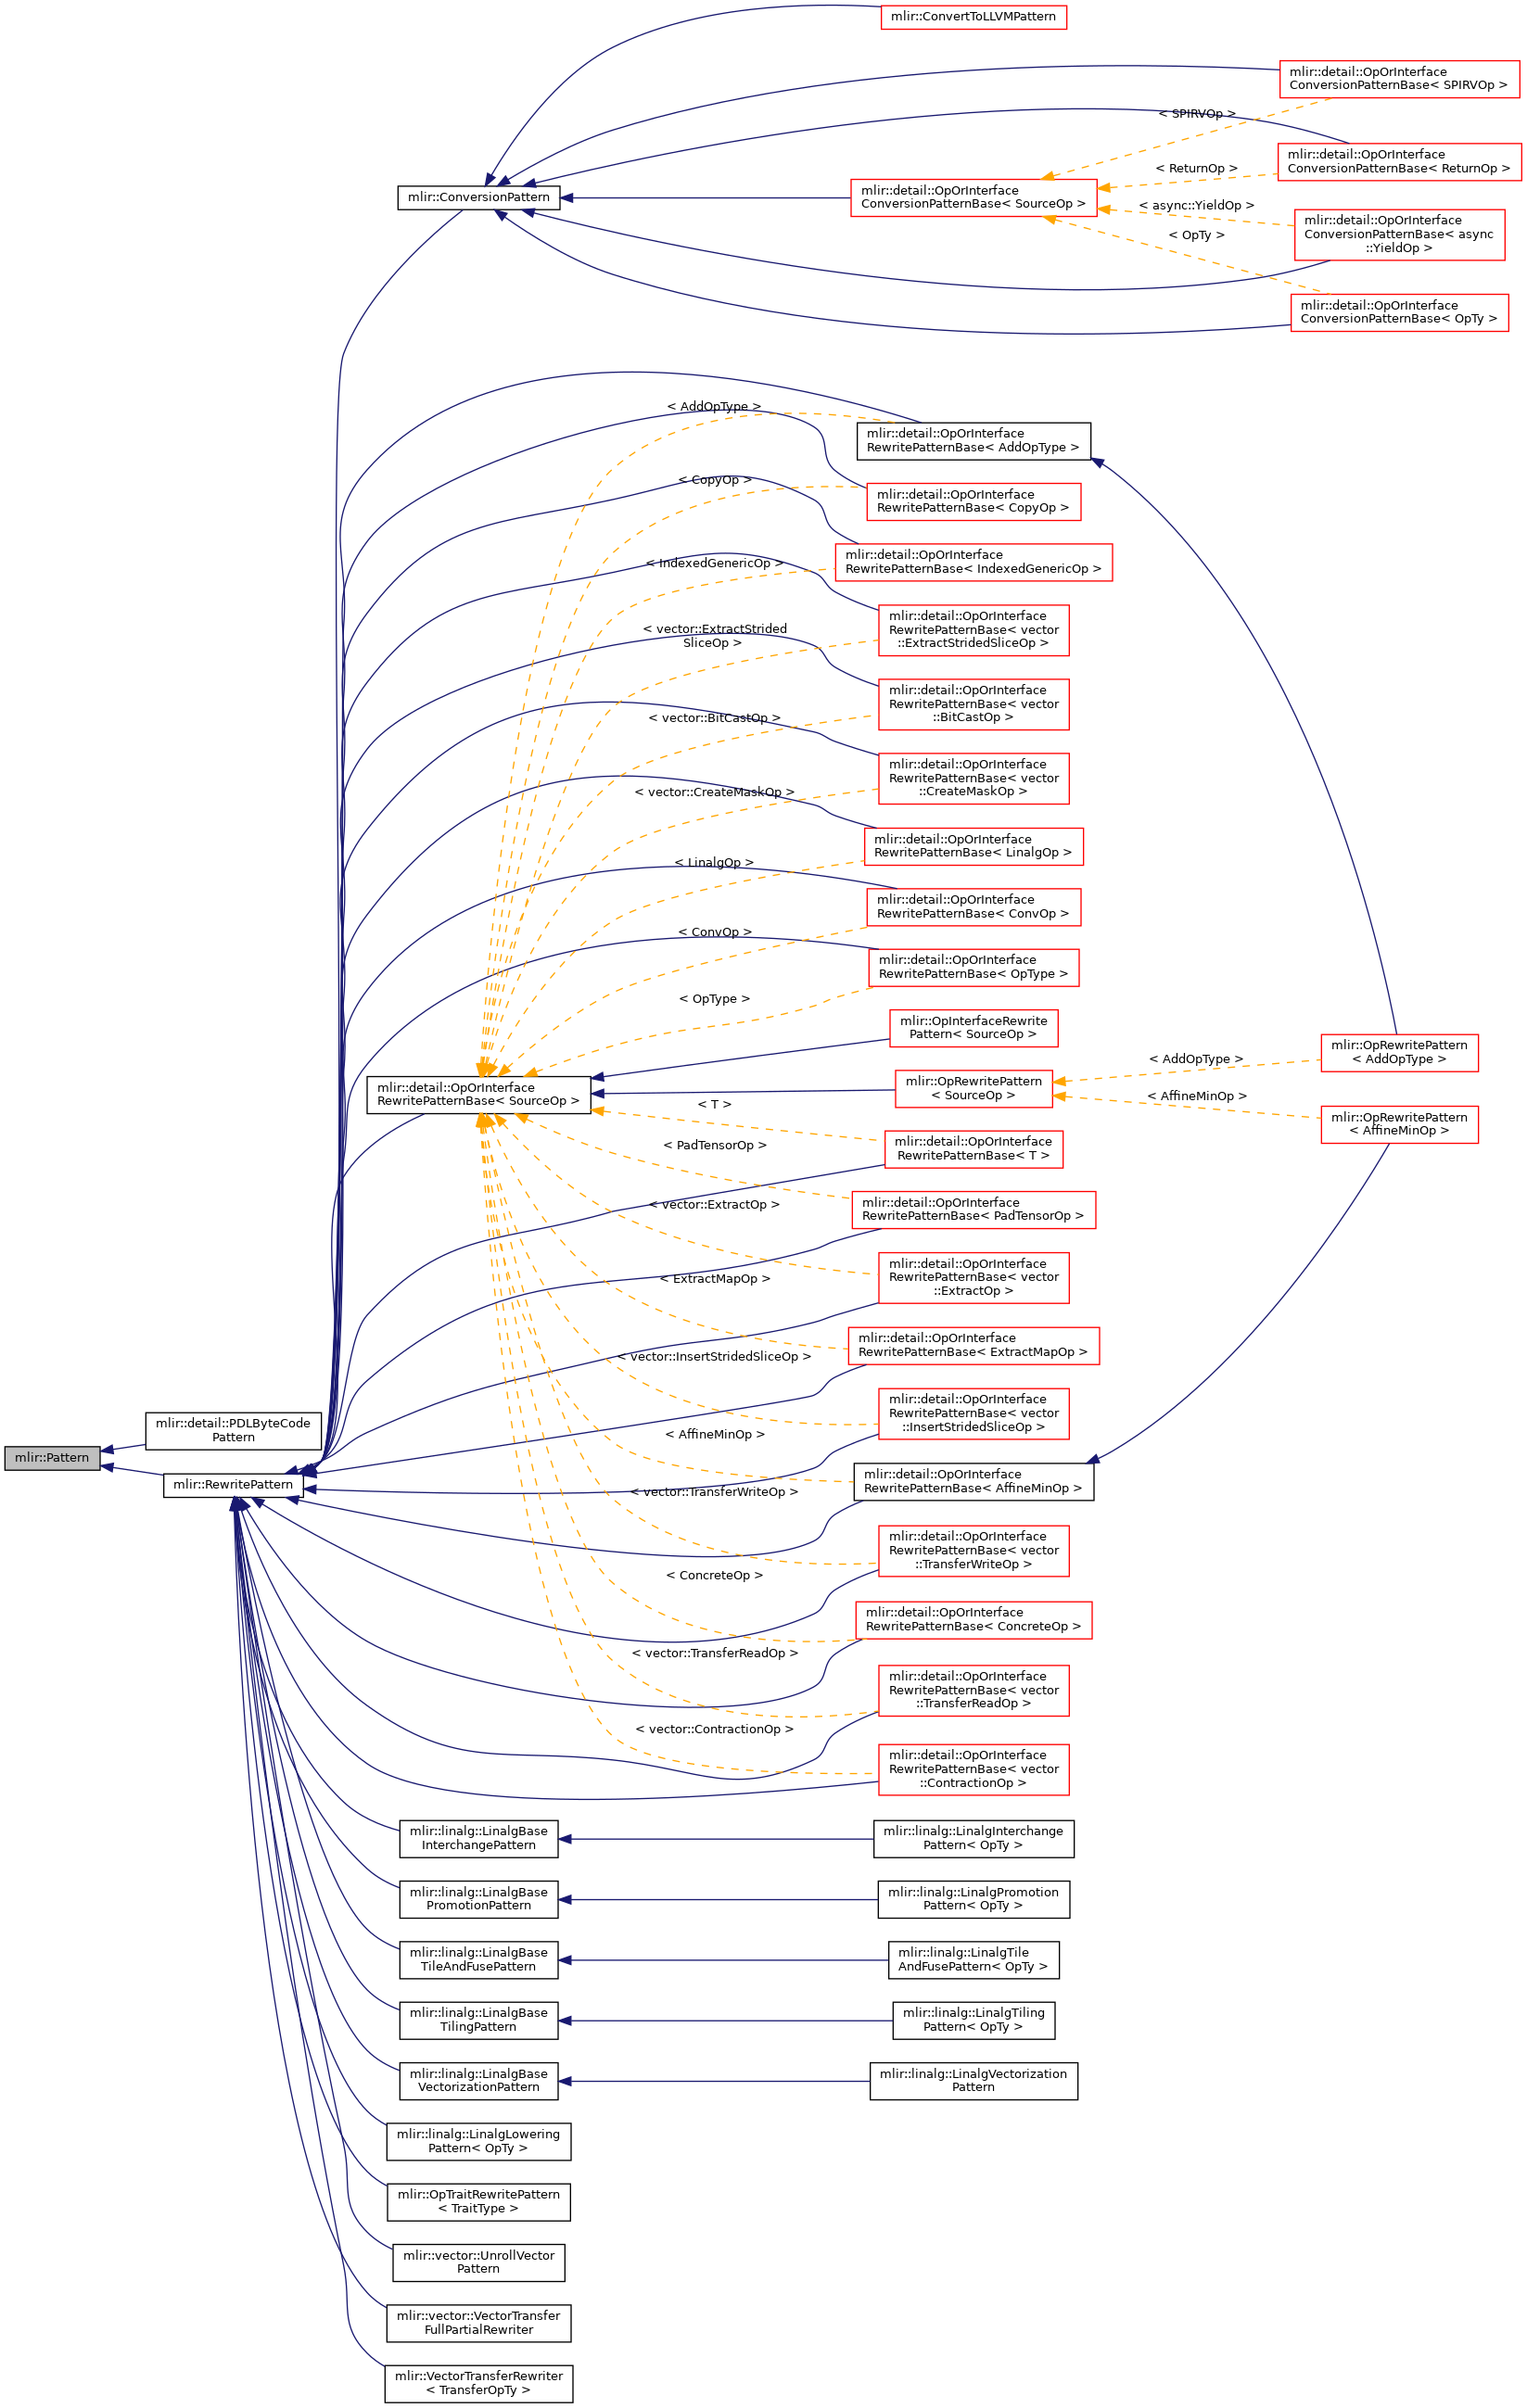 mlir::ConvertToLLVMPattern
mlir::detail::OpOrInterface
ConversionPatternBase< SPIRVOp >
< SPIRVOp >
mlir::detail::OpOrInterface
ConversionPatternBase< ReturnOp >
< ReturnOp >
mlir::ConversionPattern
mlir::detail::OpOrInterface
ConversionPatternBase< SourceOp >
< async::YieldOp >
mlir::detail::OpOrInterface
ConversionPatternBase< async
::YieldOp >
< OpTy >
mlir::detail::OpOrInterface
ConversionPatternBase< OpTy >
< AddOpType >
mlir::detail::OpOrInterface
RewritePatternBase< AddOpType >
< CopyOp >
mlir::detail::OpOrInterface
RewritePatternBase< CopyOp >
< IndexedGenericOp >
mlir::detail::OpOrInterface
RewritePatternBase< IndexedGenericOp >
< vector::ExtractStrided
SliceOp >
mlir::detail::OpOrInterface
RewritePatternBase< vector
::ExtractStridedSliceOp >
< vector::BitCastOp >
mlir::detail::OpOrInterface
RewritePatternBase< vector
::BitCastOp >
< vector::CreateMaskOp >
mlir::detail::OpOrInterface
RewritePatternBase< vector
::CreateMaskOp >
< LinalgOp >
mlir::detail::OpOrInterface
RewritePatternBase< LinalgOp >
< ConvOp >
mlir::detail::OpOrInterface
RewritePatternBase< ConvOp >
< OpType >
mlir::detail::OpOrInterface
RewritePatternBase< OpType >
mlir::OpInterfaceRewrite
Pattern< SourceOp >
mlir::detail::OpOrInterface
RewritePatternBase< SourceOp >
mlir::OpRewritePattern
< SourceOp >
< AddOpType >
mlir::OpRewritePattern
< AddOpType >
< AffineMinOp >
mlir::OpRewritePattern
< AffineMinOp >
< T >
mlir::detail::OpOrInterface
RewritePatternBase< T >
< PadTensorOp >
mlir::detail::OpOrInterface
RewritePatternBase< PadTensorOp >
< vector::ExtractOp >
mlir::detail::OpOrInterface
RewritePatternBase< vector
::ExtractOp >
< ExtractMapOp >
mlir::detail::OpOrInterface
RewritePatternBase< ExtractMapOp >
< vector::InsertStridedSliceOp >
mlir::detail::OpOrInterface
RewritePatternBase< vector
::InsertStridedSliceOp >
mlir::detail::PDLByteCode
Pattern
mlir::Pattern
mlir::RewritePattern
< AffineMinOp >
mlir::detail::OpOrInterface
RewritePatternBase< AffineMinOp >
< vector::TransferWriteOp >
mlir::detail::OpOrInterface
RewritePatternBase< vector
::TransferWriteOp >
< ConcreteOp >
mlir::detail::OpOrInterface
RewritePatternBase< ConcreteOp >
< vector::TransferReadOp >
mlir::detail::OpOrInterface
RewritePatternBase< vector
::TransferReadOp >
< vector::ContractionOp >
mlir::detail::OpOrInterface
RewritePatternBase< vector
::ContractionOp >
mlir::linalg::LinalgBase
InterchangePattern
mlir::linalg::LinalgInterchange
Pattern< OpTy >
mlir::linalg::LinalgBase
PromotionPattern
mlir::linalg::LinalgPromotion
Pattern< OpTy >
mlir::linalg::LinalgBase
TileAndFusePattern
mlir::linalg::LinalgTile
AndFusePattern< OpTy >
mlir::linalg::LinalgBase
TilingPattern
mlir::linalg::LinalgTiling
Pattern< OpTy >
mlir::linalg::LinalgBase
VectorizationPattern
mlir::linalg::LinalgVectorization
Pattern
mlir::linalg::LinalgLowering
Pattern< OpTy >
mlir::OpTraitRewritePattern
< TraitType >
mlir::vector::UnrollVector
Pattern
mlir::vector::VectorTransfer
FullPartialRewriter
mlir::VectorTransferRewriter
< TransferOpTy >